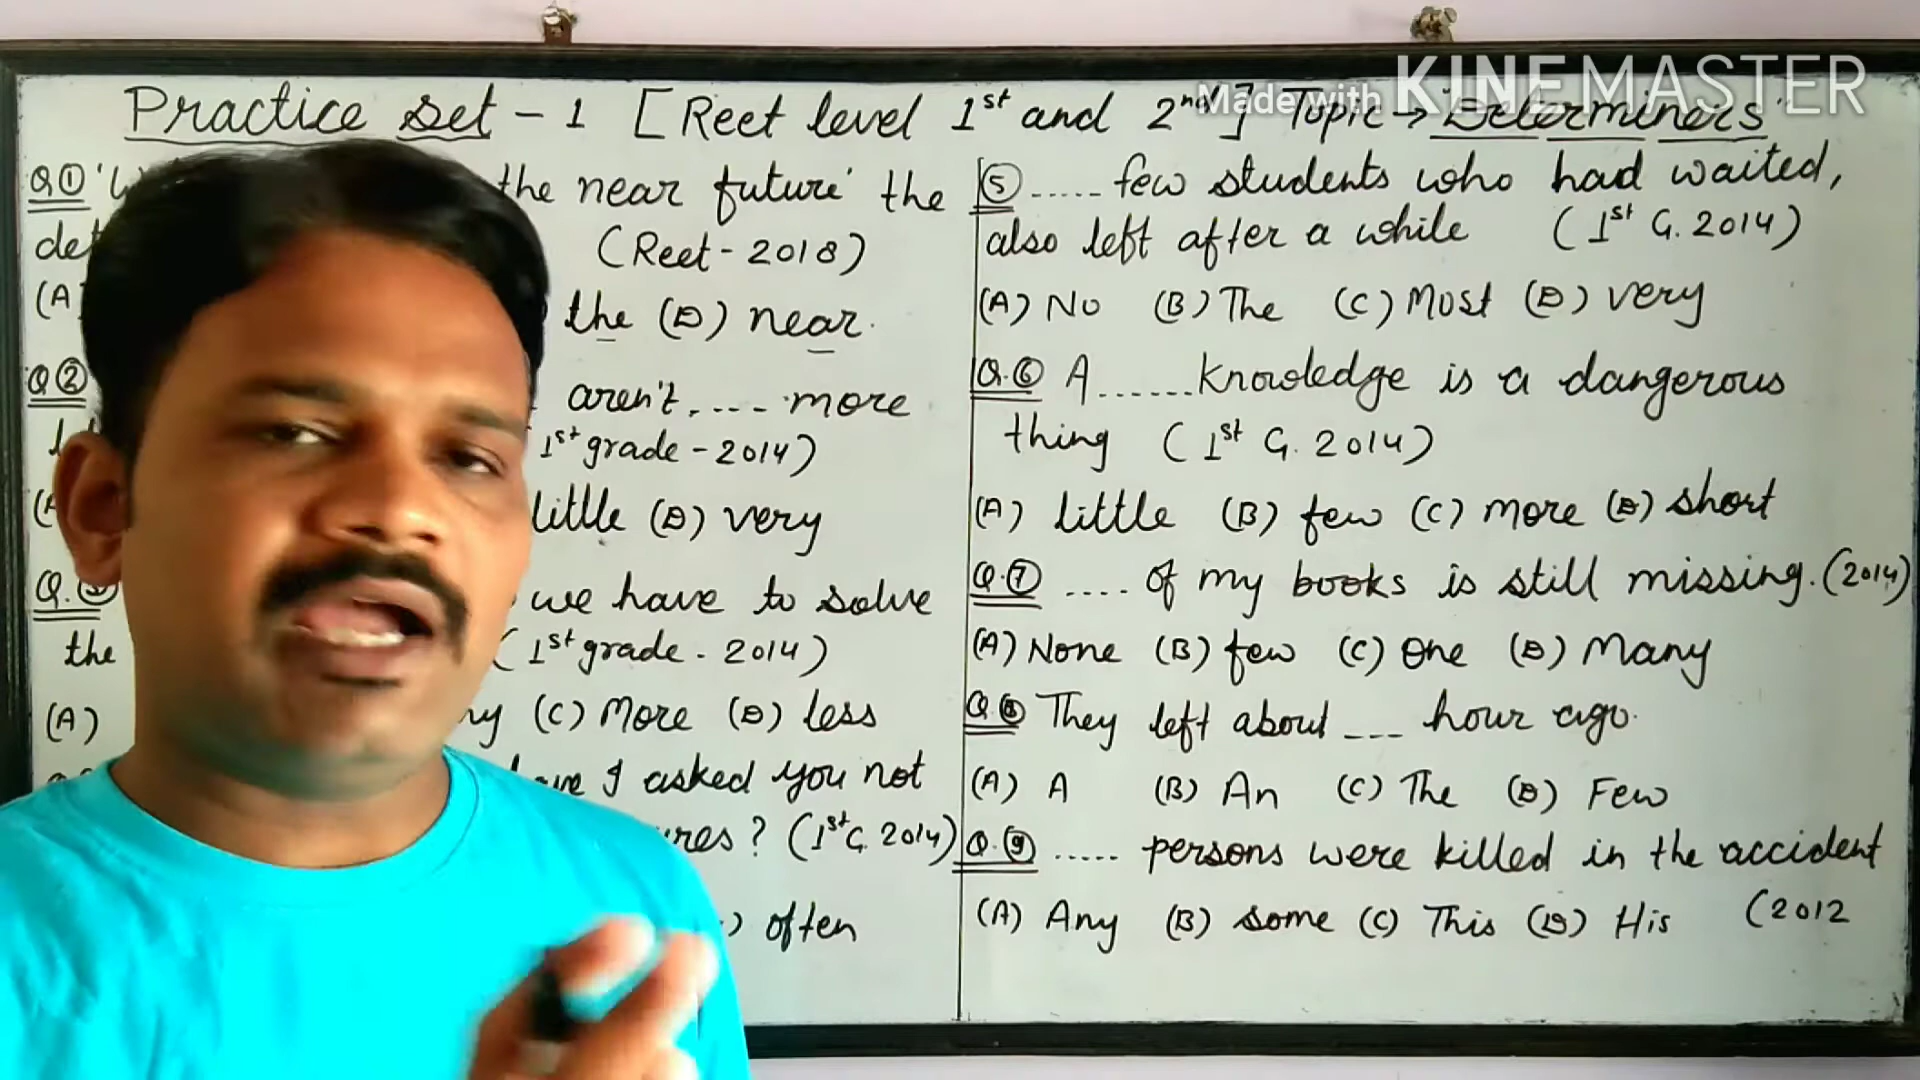 Practice Set - 1 [Reet level 1st and 2nd] Topic → "Determiners"
Made with KINEMASTER
Q① the near future' the
(Reet - 2018)
(A) the (D) near.
Q② aren't .... more
1st grade - 2014)
little (D) very
Q. we have to solve
the (1st grade - 2014)
(A) (C) More (D) less
I asked you not
? (1st G. 2014)
often
⑤ ..... few students who had waited,
also left after a while (1st G. 2014)
(A) No (B) The (C) Most (D) very
Q.⑥ A ...... Knowledge is a dangerous
thing (1st G. 2014)
(A) little (B) few (C) more (D) short
Q.⑦ .... of my books is still missing. (2014)
(A) None (B) few (C) One (D) Many
Q.⑧ They left about ___ hour ago.
(A) A (B) An (C) The (D) Few
Q.⑨ ..... persons were killed in the accident
(A) Any (B) some (C) This (D) His (2012